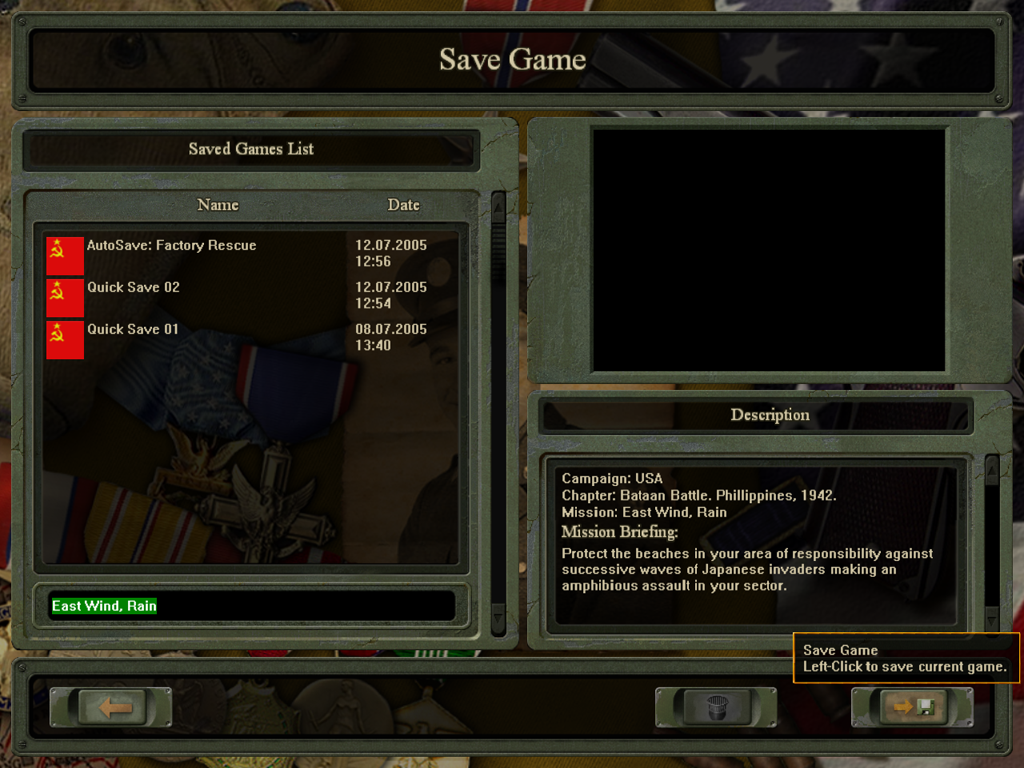 Save Game
Saved Games List
Name Date
AutoSave: Factory Rescue 12.07.2005
12:56
Quick Save 02 12.07.2005
12:54
Quick Save 01 08.07.2005
13:40
East Wind, Rain
Description
Campaign: USA
Chapter: Bataan Battle. Phillippines, 1942.
Mission: East Wind, Rain
Mission Briefing:
Protect the beaches in your area of responsibility against
successive waves of Japanese invaders making an
amphibious assault in your sector.
Save Game
Left-Click to save current game.